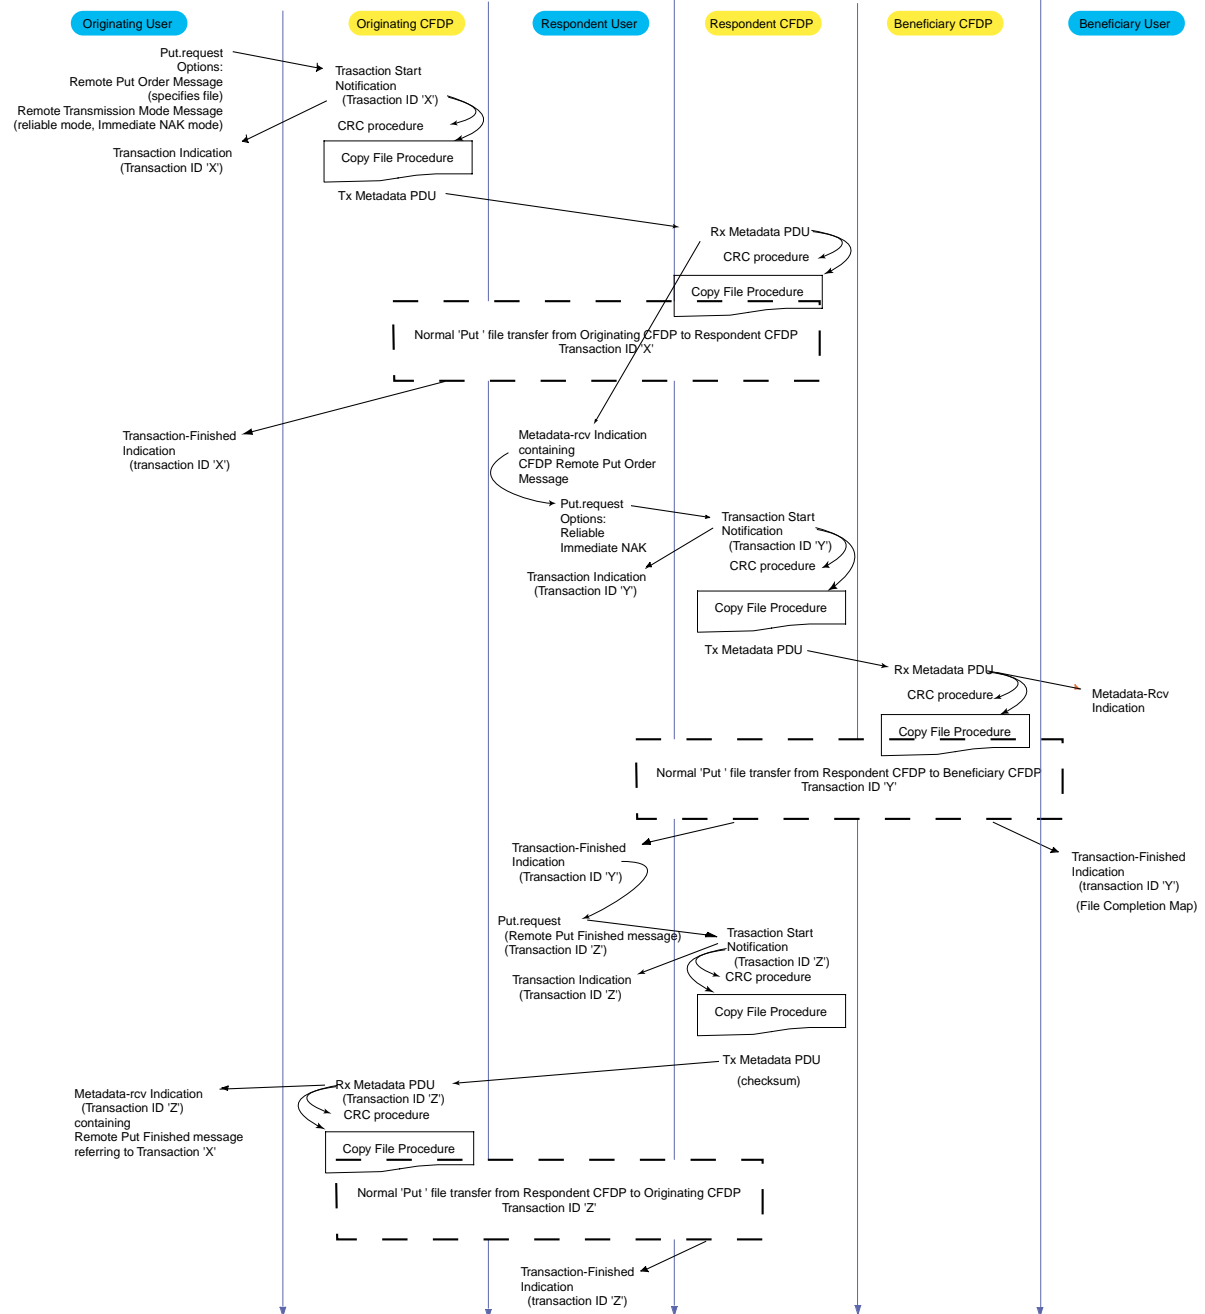 Originating User
Originating CFDP
Respondent User
Respondent CFDP
Beneficiary CFDP
Beneficiary User
Put.request
Options:
Remote Put Order Message
(specifies file)
Remote Transmission Mode Message
(reliable mode, Immediate NAK mode)
Trasaction Start
Notification
(Trasaction ID 'X')
CRC procedure
Transaction Indication
(Transaction ID 'X')
Copy File Procedure
Tx Metadata PDU
Rx Metadata PDU
CRC procedure
Copy File Procedure
Normal 'Put ' file transfer from Originating CFDP to Respondent CFDP
Transaction ID 'X'
Transaction-Finished
Indication
(transaction ID 'X')
Metadata-rcv Indication
containing
CFDP Remote Put Order
Message
Put.request
Options:
Reliable
Immediate NAK
Transaction Start
Notification
(Transaction ID 'Y')
CRC procedure
Transaction Indication
(Transaction ID 'Y')
Copy File Procedure
Tx Metadata PDU
Rx Metadata PDU
CRC procedure
Metadata-Rcv
Indication
Copy File Procedure
Normal 'Put ' file transfer from Respondent CFDP to Beneficiary CFDP
Transaction ID 'Y'
Transaction-Finished
Indication
(Transaction ID 'Y')
Transaction-Finished
Indication
(transaction ID 'Y')
(File Completion Map)
Put.request
(Remote Put Finished message)
(Transaction ID 'Z')
Trasaction Start
Notification
(Trasaction ID 'Z')
CRC procedure
Transaction Indication
(Transaction ID 'Z')
Copy File Procedure
Tx Metadata PDU
(checksum)
Rx Metadata PDU
(Transaction ID 'Z')
CRC procedure
Metadata-rcv Indication
(Transaction ID 'Z')
containing
Remote Put Finished message
referring to Transaction 'X'
Copy File Procedure
Normal 'Put ' file transfer from Respondent CFDP to Originating CFDP
Transaction ID 'Z'
Transaction-Finished
Indication
(transaction ID 'Z')